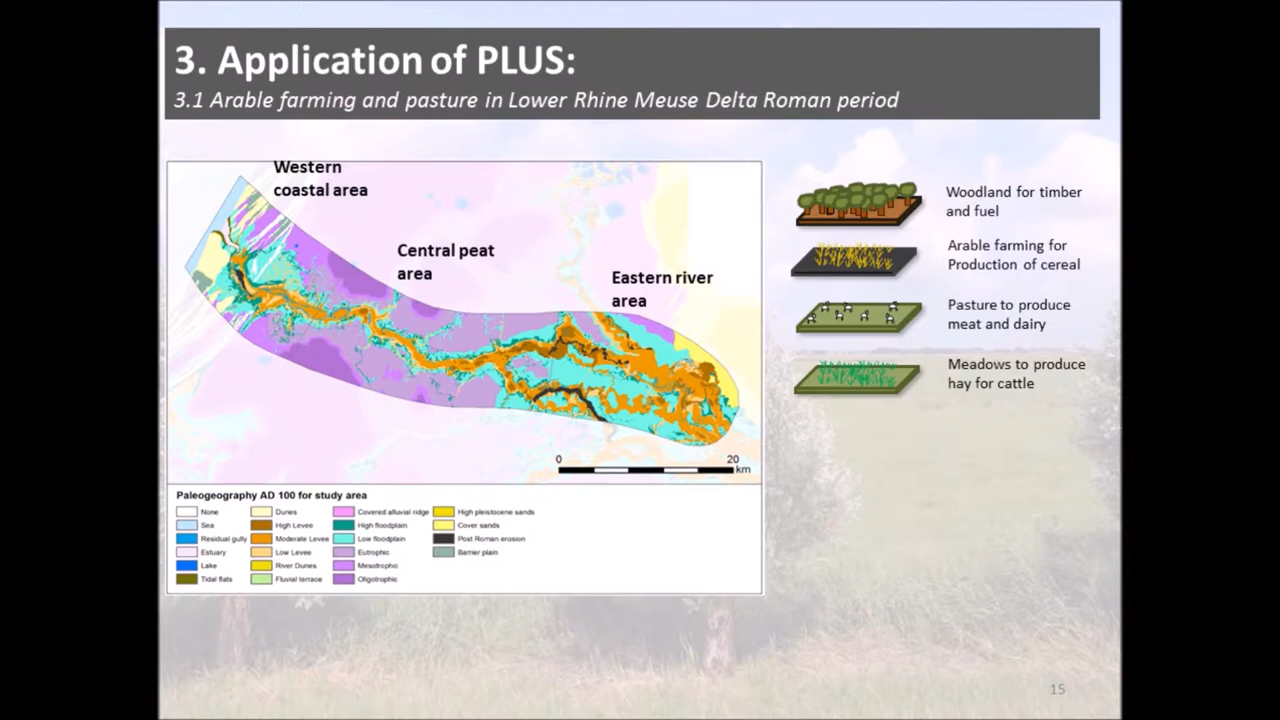 3. Application of PLUS:
3.1 Arable farming and pasture in Lower Rhine Meuse Delta Roman period
Western
coastal area
Central peat
area
Eastern river
area
0 20
km
Paleogeography AD 100 for study area
None
Sea
Residual gully
Estuary
Lake
Tidal flats
Dunes
High Levee
Moderate Levee
Low Levee
River Dunes
Fluvial terrace
Covered alluvial ridge
High floodplain
Low floodplain
Eutrophic
Mesotrophic
Oligotrophic
High pleistocene sands
Cover sands
Post Roman erosion
Barrier plain
Woodland for timber
and fuel
Arable farming for
Production of cereal
Pasture to produce
meat and dairy
Meadows to produce
hay for cattle
15